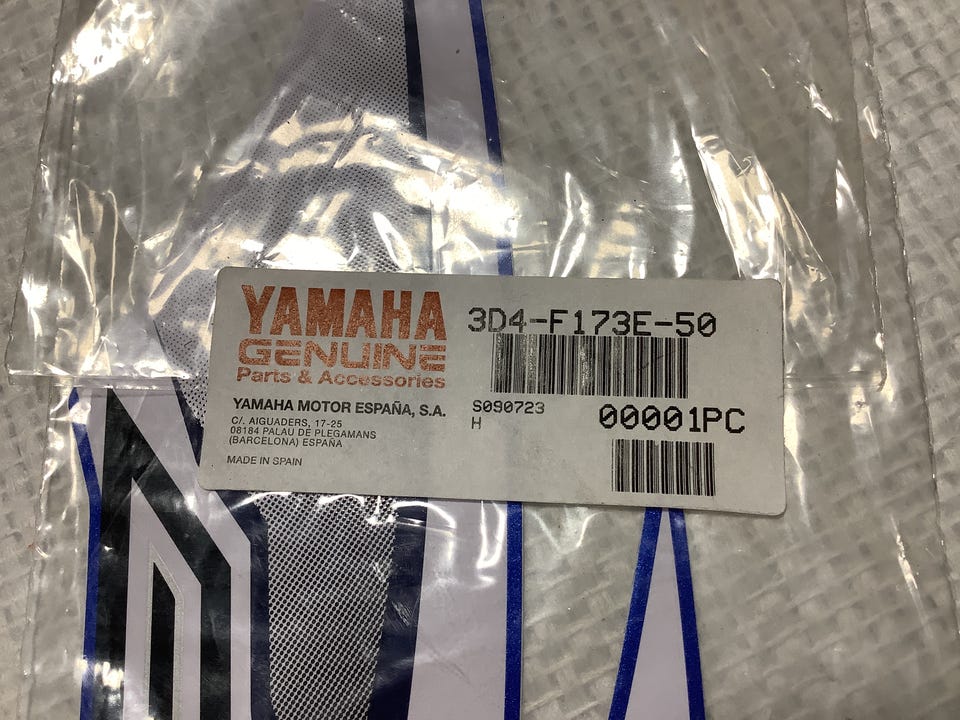 YAMAHA
GENUINE
Parts & Accessories
YAMAHA MOTOR ESPAÑA, S.A.
C/. AIGUADERS, 17-25
08184 PALAU DE PLEGAMANS
(BARCELONA) ESPAÑA
MADE IN SPAIN
3D4-F173E-50
S090723
H
00001PC